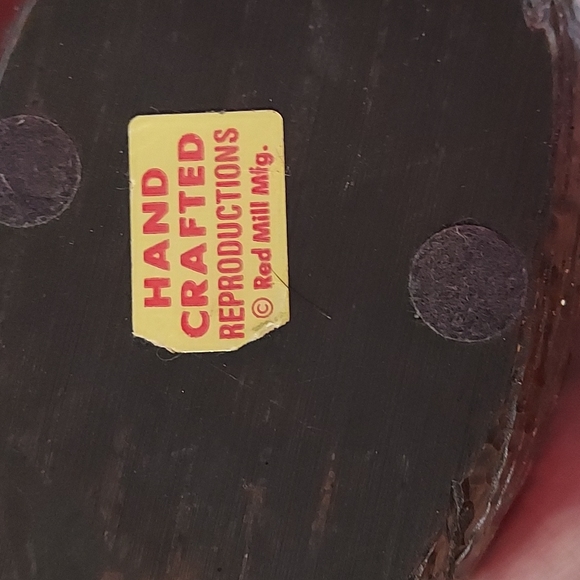 HAND
CRAFTED
REPRODUCTIONS
© Red Mill Mfg.